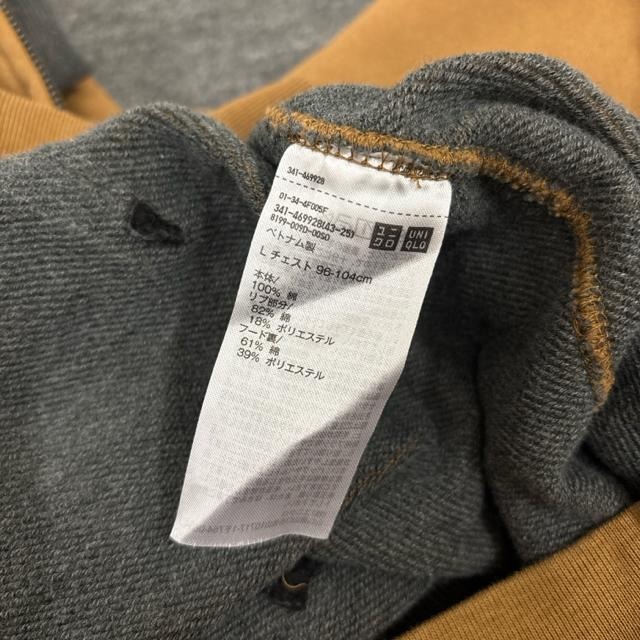 341-469928
01-34-4F005F
341-469928(43-25)
8199-009D-00S0
ユニクロ UNIQLO
ベトナム製
L チェスト 96-104cm
本体/
100% 綿
リブ部分/
82% 綿
18% ポリエステル
フード裏/
61% 綿
39% ポリエステル